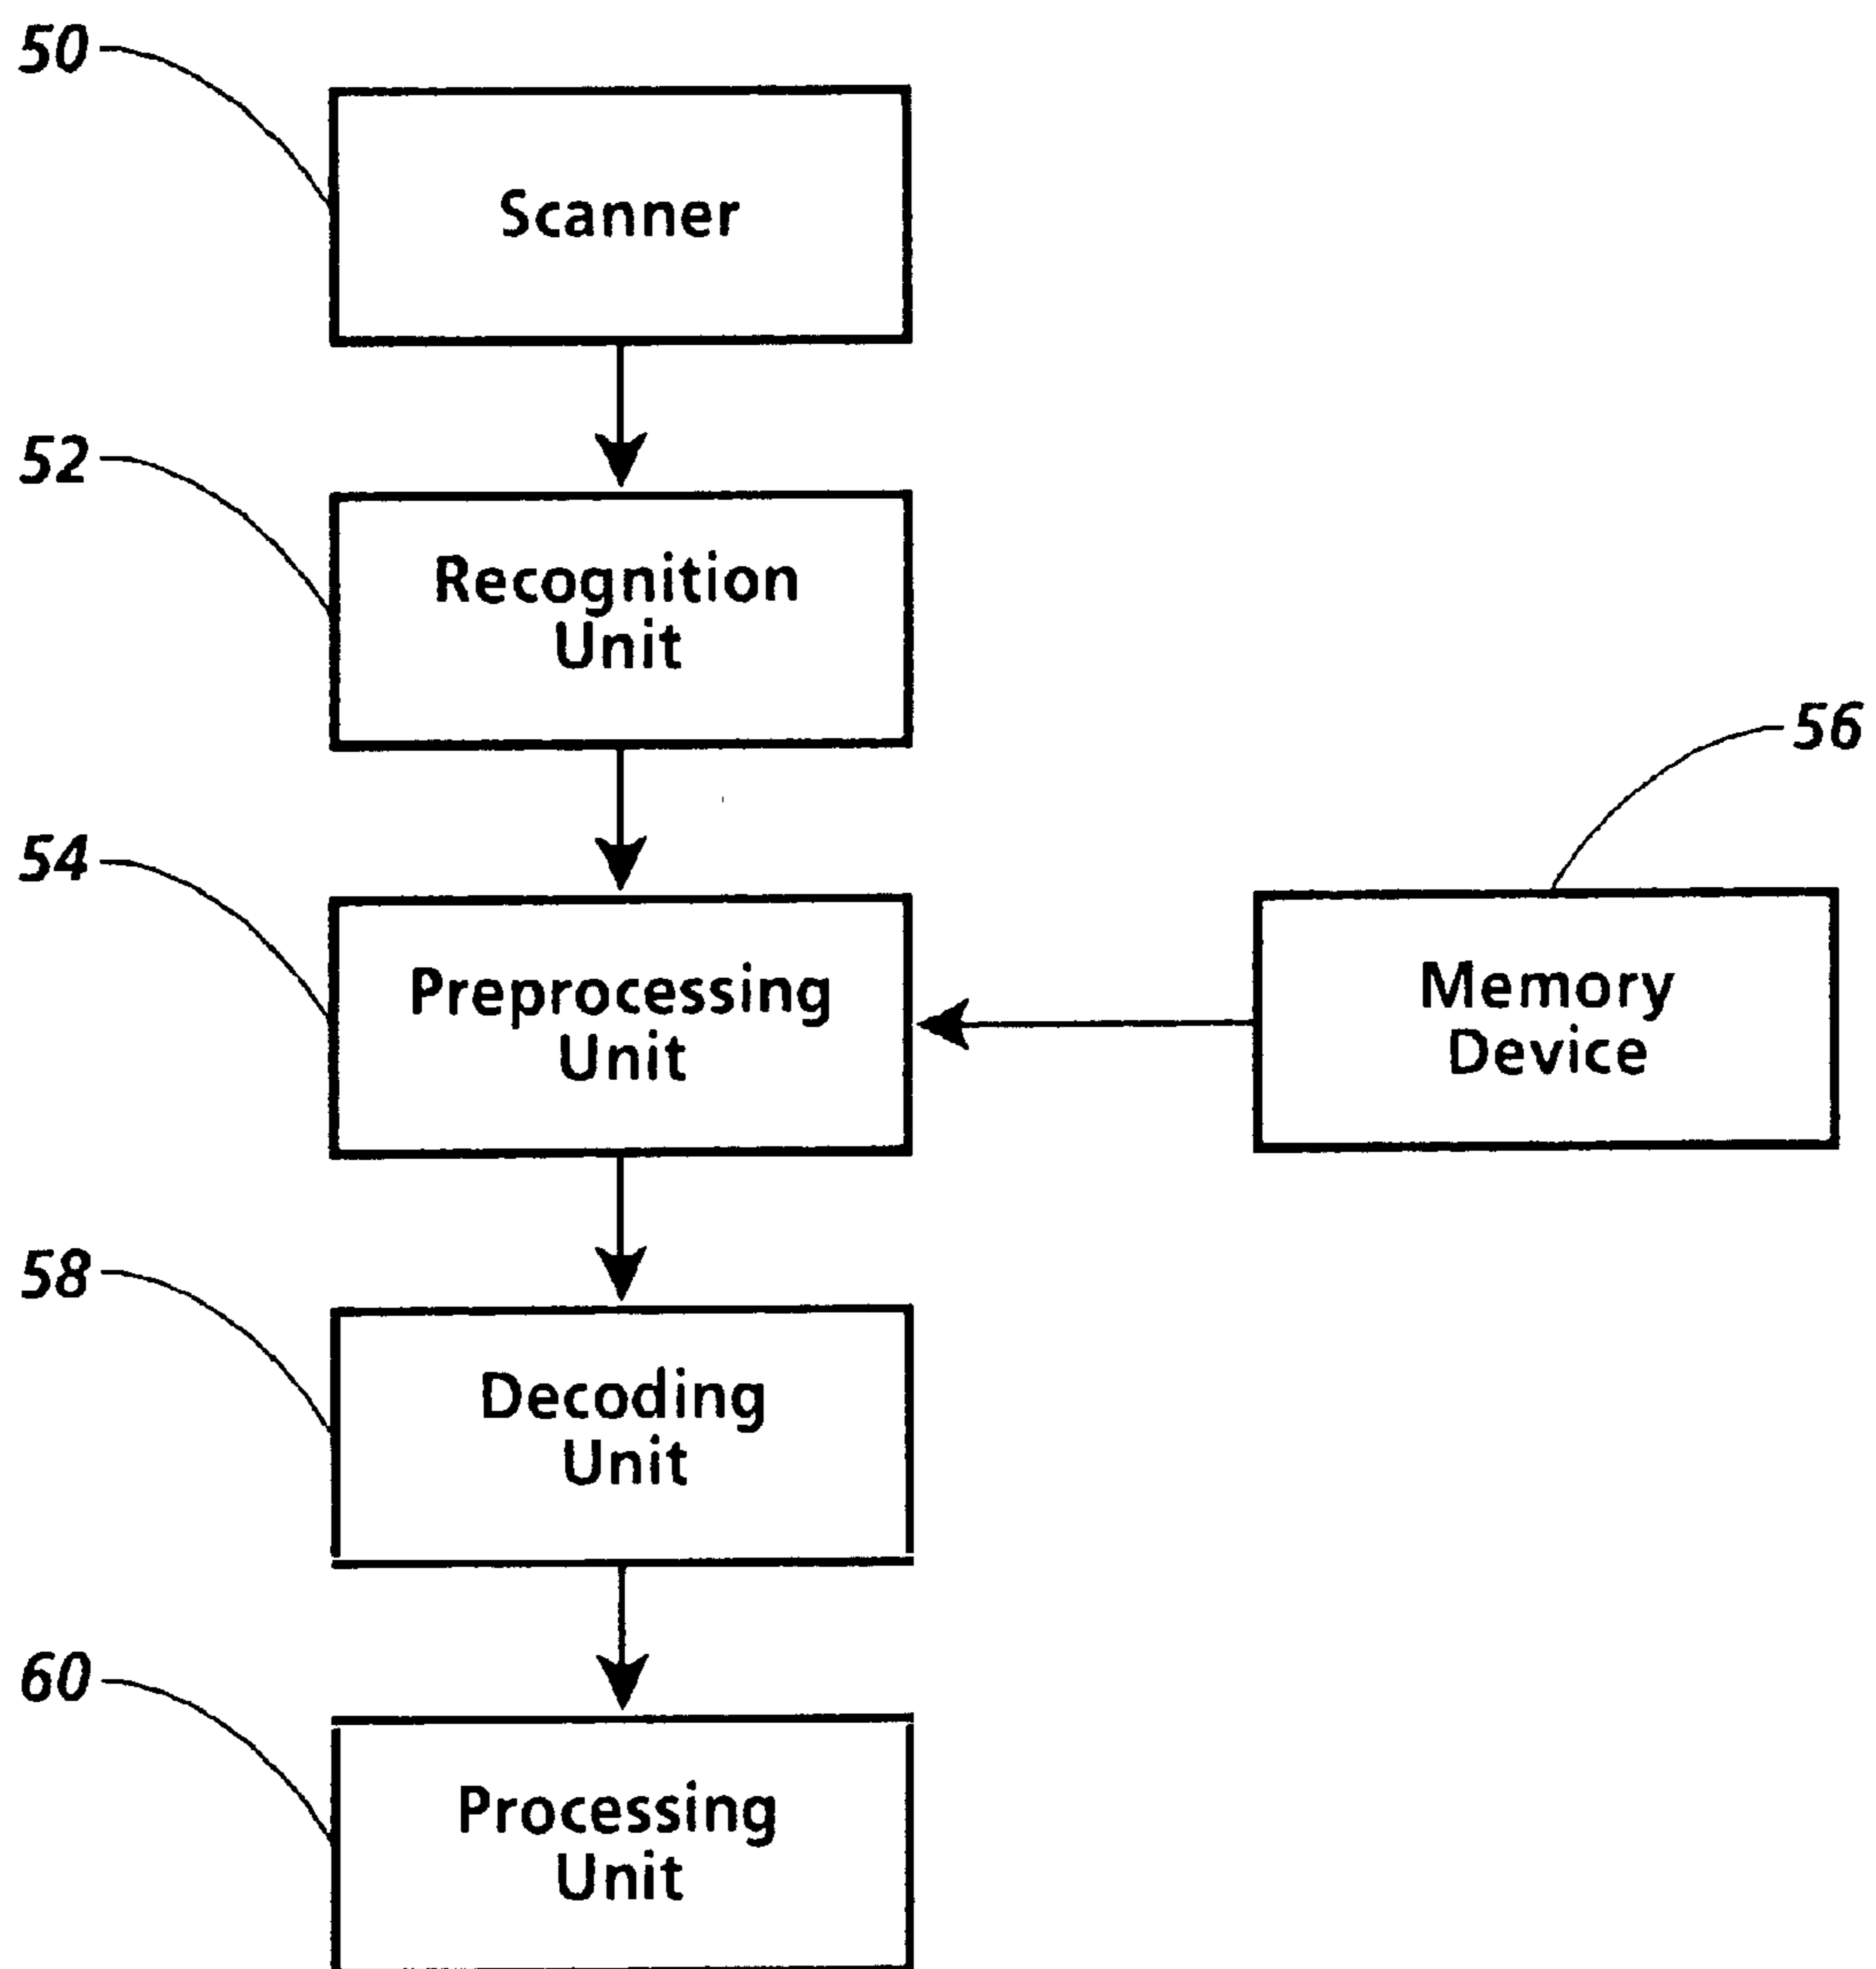 50
Scanner
52
Recognition
Unit
56
54
Preprocessing
Unit
Memory
Device
58
Decoding
Unit
60
Processing
Unit